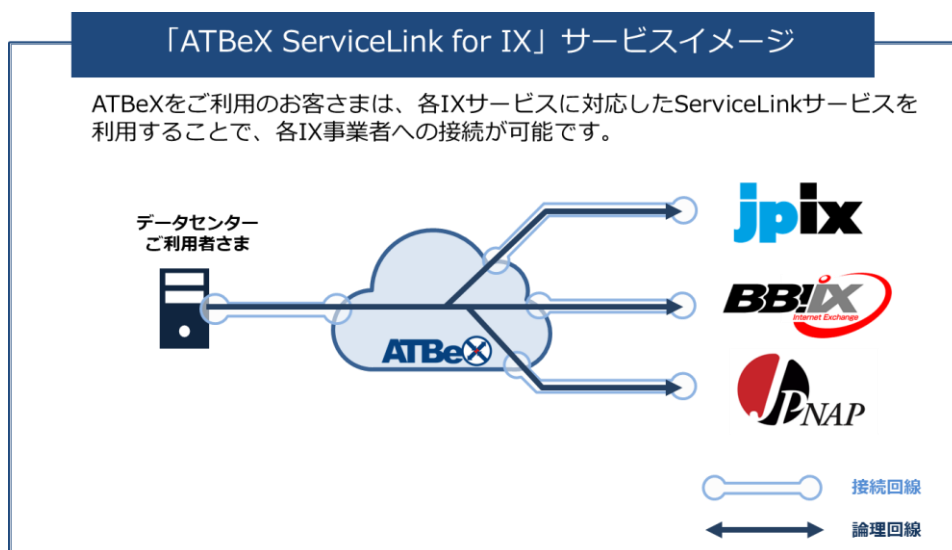 「ATBeX ServiceLink for IX」サービスイメージ
ATBeXをご利用のお客さまは、各IXサービスに対応したServiceLinkサービスを
利用することで、各IX事業者への接続が可能です。
データセンター
ご利用者さま
ATBeX
jpix
BB!IX
Internet Exchange
JPNAP
接続回線
論理回線